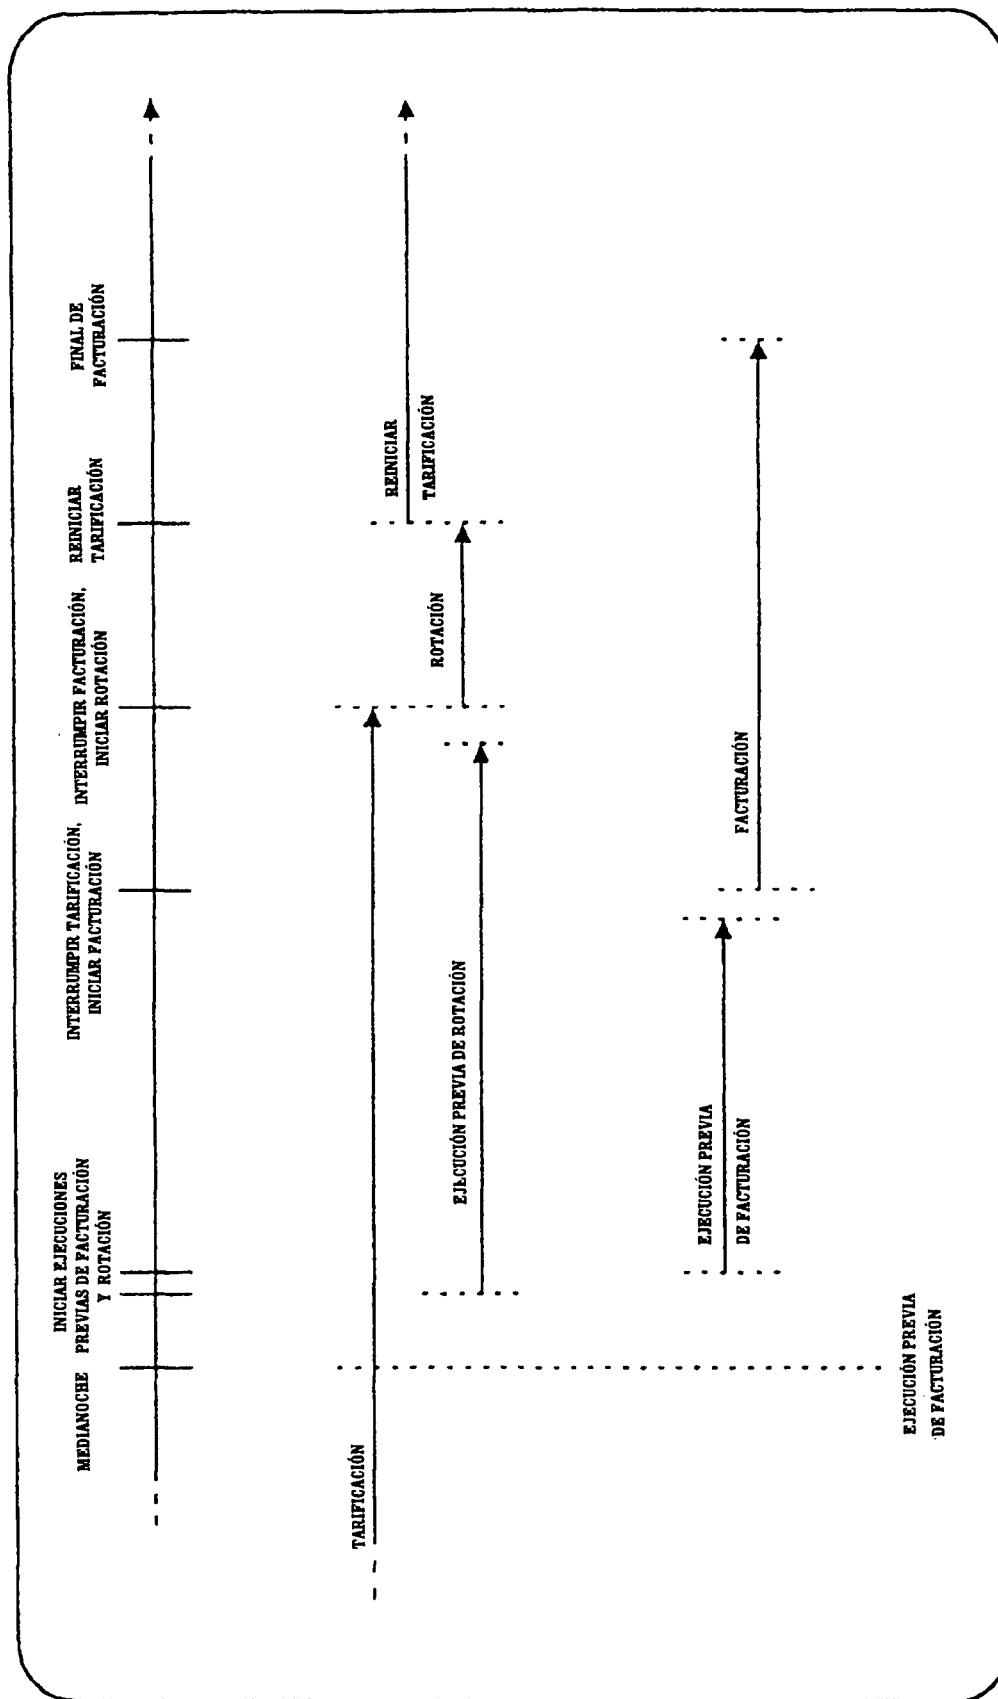 MEDIANOCHE
INICIAR EJECUCIONES
PREVIAS DE FACTURACIÓN
Y ROTACIÓN
INTERRUMPIR TARIFICACIÓN,
INICIAR FACTURACIÓN
INTERRUMPIR FACTURACIÓN,
INICIAR ROTACIÓN
REINICIAR
TARIFICACIÓN
FINAL DE
FACTURACIÓN
TARIFICACIÓN
REINICIAR
TARIFICACIÓN
ROTACIÓN
EJECUCIÓN PREVIA DE ROTACIÓN
EJECUCIÓN PREVIA
DE FACTURACIÓN
FACTURACIÓN
EJECUCIÓN PREVIA
DE FACTURACIÓN